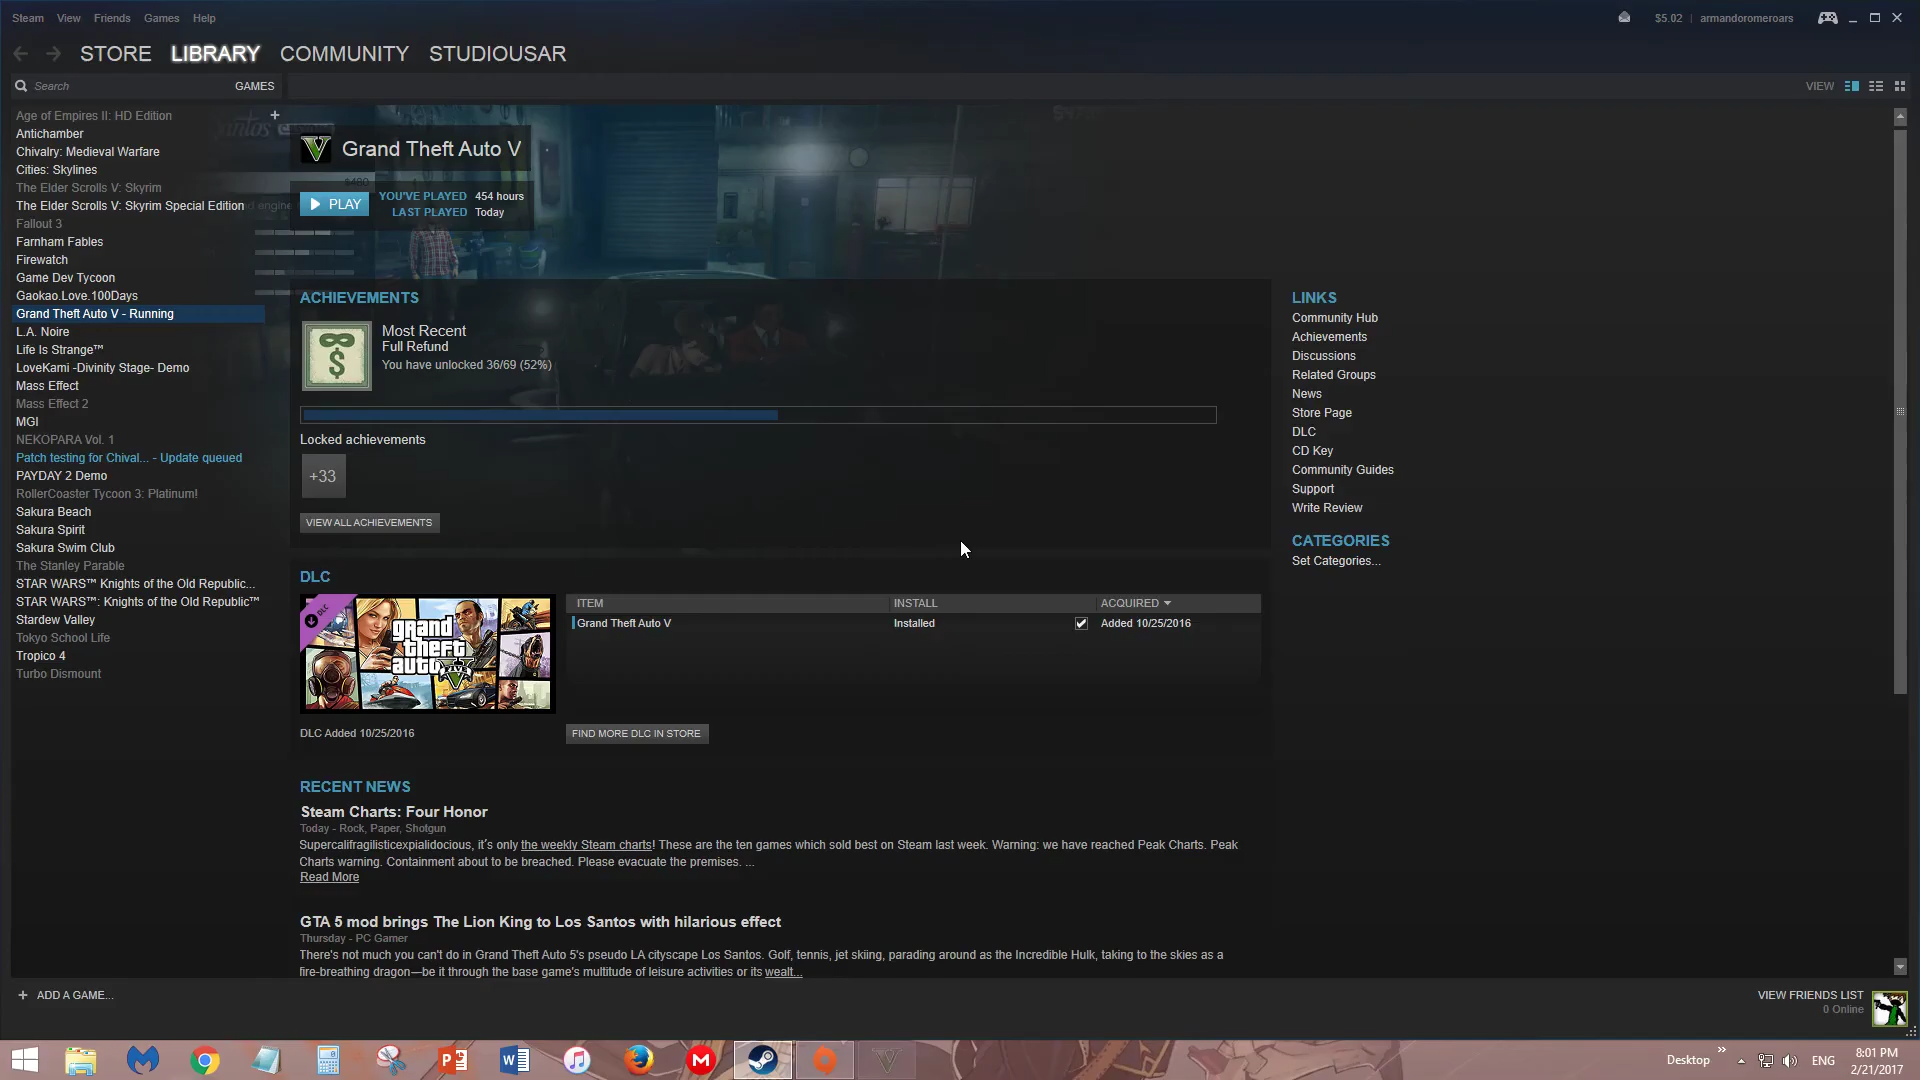 Steam View Friends Games Help
$5.02 | armandoromeroars
STORE LIBRARY COMMUNITY STUDIOUSAR
Search GAMES
VIEW
Age of Empires II: HD Edition
Antichamber
Chivalry: Medieval Warfare
Cities: Skylines
The Elder Scrolls V: Skyrim
The Elder Scrolls V: Skyrim Special Edition
Fallout 3
Farnham Fables
Firewatch
Game Dev Tycoon
Gaokao.Love.100Days
Grand Theft Auto V - Running
L.A. Noire
Life Is Strange™
LoveKami -Divinity Stage- Demo
Mass Effect
Mass Effect 2
MGI
NEKOPARA Vol. 1
Patch testing for Chival... - Update queued
PAYDAY 2 Demo
RollerCoaster Tycoon 3: Platinum!
Sakura Beach
Sakura Spirit
Sakura Swim Club
The Stanley Parable
STAR WARS™ Knights of the Old Republic...
STAR WARS™: Knights of the Old Republic™
Stardew Valley
Tokyo School Life
Tropico 4
Turbo Dismount
+ ADD A GAME...
Grand Theft Auto V
PLAY
YOU'VE PLAYED 454 hours
LAST PLAYED Today
ACHIEVEMENTS
Most Recent
Full Refund
You have unlocked 36/69 (52%)
Locked achievements
+33
VIEW ALL ACHIEVEMENTS
DLC
DLC
grand
theft
auto
FIVE
DLC Added 10/25/2016
ITEM INSTALL ACQUIRED
Grand Theft Auto V Installed Added 10/25/2016
FIND MORE DLC IN STORE
RECENT NEWS
Steam Charts: Four Honor
Today - Rock, Paper, Shotgun
Supercalifragilisticexpialidocious, it's only the weekly Steam charts! These are the ten games which sold best on Steam last week. Warning: we have reached Peak Charts. Peak
Charts warning. Containment about to be breached. Please evacuate the premises. ...
Read More
GTA 5 mod brings The Lion King to Los Santos with hilarious effect
Thursday - PC Gamer
There's not much you can't do in Grand Theft Auto 5's pseudo LA cityscape Los Santos. Golf, tennis, jet skiing, parading around as the Incredible Hulk, taking to the skies as a
fire-breathing dragon—be it through the base game's multitude of leisure activities or its wealt...
LINKS
Community Hub
Achievements
Discussions
Related Groups
News
Store Page
DLC
CD Key
Community Guides
Support
Write Review
CATEGORIES
Set Categories...
VIEW FRIENDS LIST
0 Online
Desktop » ENG
8:01 PM
2/21/2017